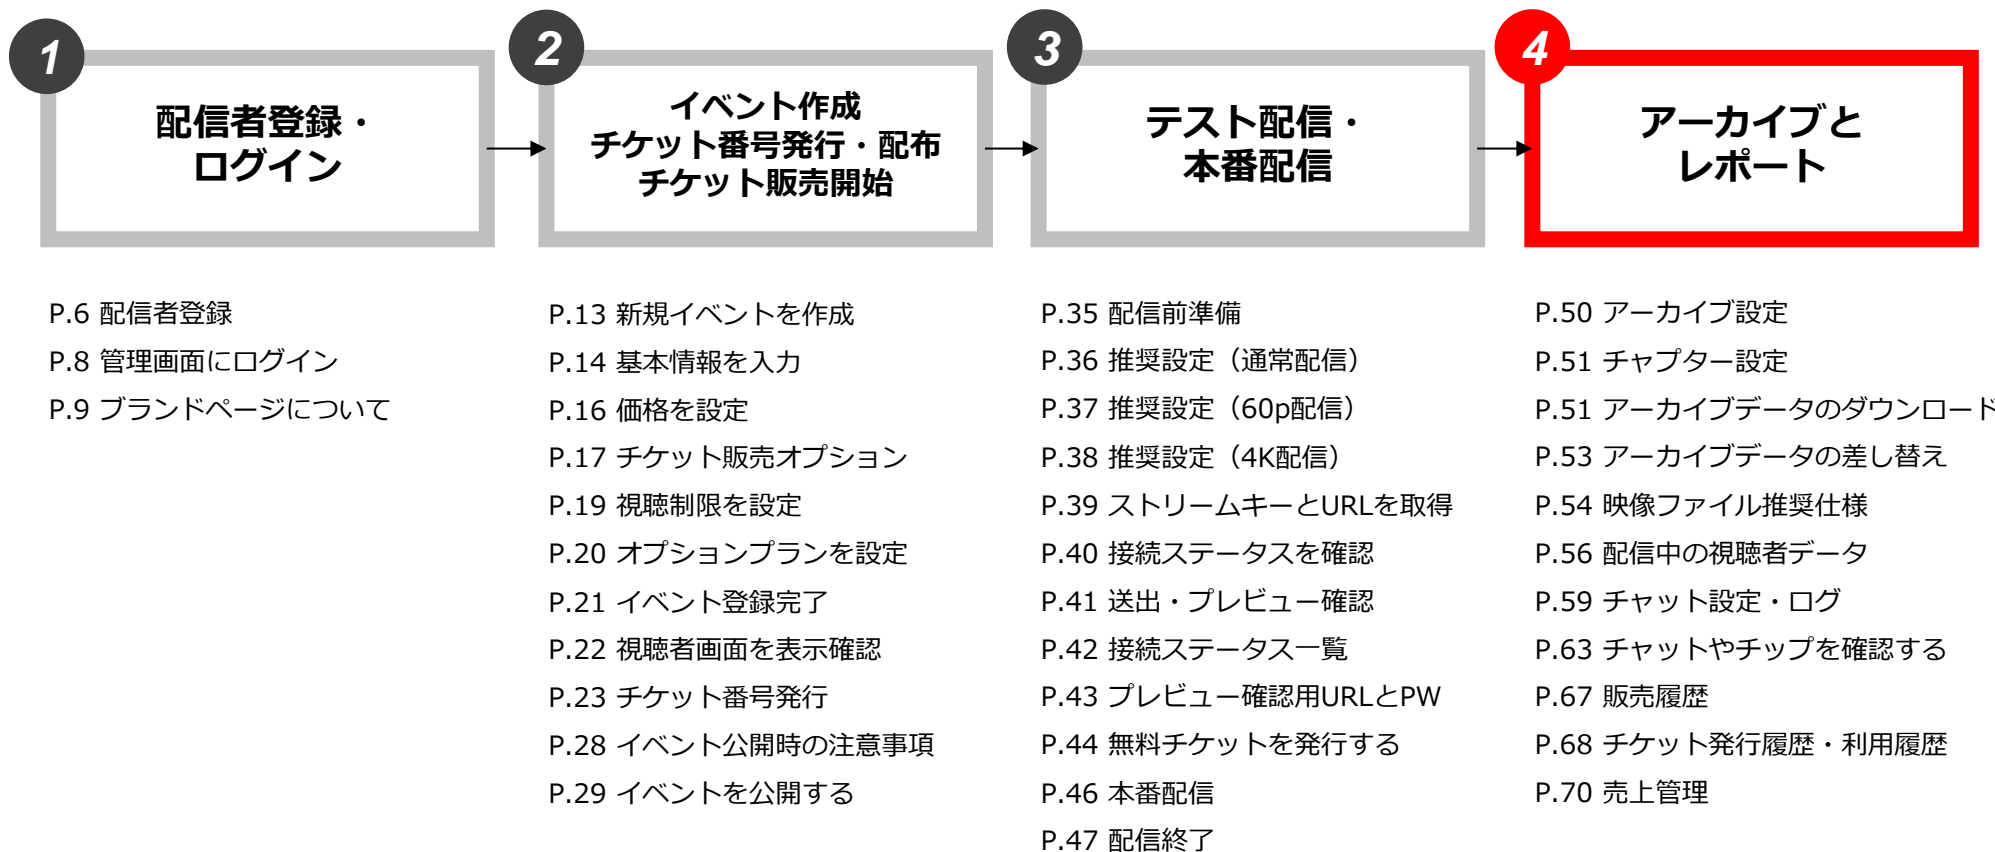 1
配信者登録・
ログイン
2
イベント作成
チケット番号発行・配布
チケット販売開始
3
テスト配信・
本番配信
4
アーカイブと
レポート
P.6 配信者登録
P.8 管理画面にログイン
P.9 ブランドページについて
P.13 新規イベントを作成
P.14 基本情報を入力
P.16 価格を設定
P.17 チケット販売オプション
P.19 視聴制限を設定
P.20 オプションプランを設定
P.21 イベント登録完了
P.22 視聴者画面を表示確認
P.23 チケット番号発行
P.28 イベント公開時の注意事項
P.29 イベントを公開する
P.35 配信前準備
P.36 推奨設定（通常配信）
P.37 推奨設定（60p配信）
P.38 推奨設定（4K配信）
P.39 ストリームキーとURLを取得
P.40 接続ステータスを確認
P.41 送出・プレビュー確認
P.42 接続ステータス一覧
P.43 プレビュー確認用URLとPW
P.44 無料チケットを発行する
P.46 本番配信
P.47 配信終了
P.50 アーカイブ設定
P.51 チャプター設定
P.51 アーカイブデータのダウンロード
P.53 アーカイブデータの差し替え
P.54 映像ファイル推奨仕様
P.56 配信中の視聴者データ
P.59 チャット設定・ログ
P.63 チャットやチップを確認する
P.67 販売履歴
P.68 チケット発行履歴・利用履歴
P.70 売上管理